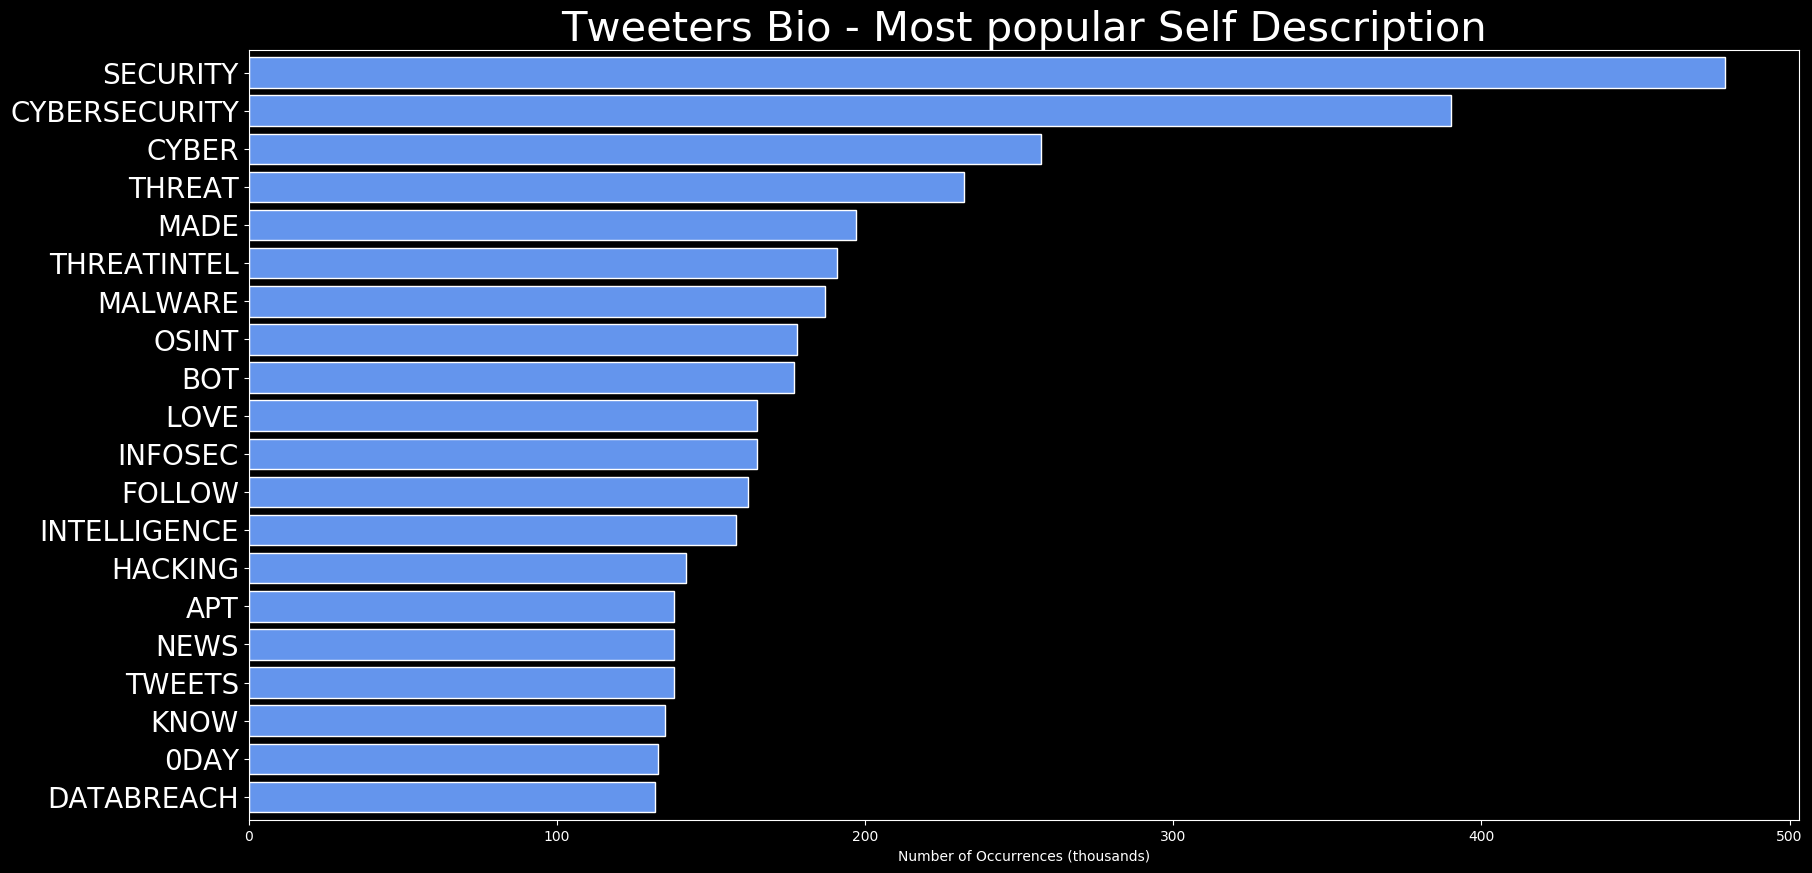 Tweeters Bio - Most popular Self Description
SECURITY
CYBERSECURITY
CYBER
THREAT
MADE
THREATINTEL
MALWARE
OSINT
BOT
LOVE
INFOSEC
FOLLOW
INTELLIGENCE
HACKING
APT
NEWS
TWEETS
KNOW
0DAY
DATABREACH
0 100 200 300 400 500
Number of Occurrences (thousands)